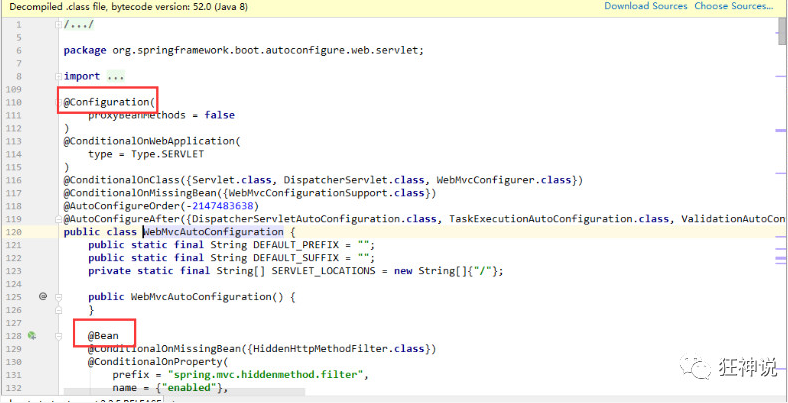 Decompiled .class file, bytecode version: 52.0 (Java 8) Download Sources Choose Sources...
1 /.../
5
6 package org.springframework.boot.autoconfigure.web.servlet;
7
8 import ...
109
110 @Configuration(
111 proxyBeanMethods = false
112 )
113 @ConditionalOnWebApplication(
114 type = Type.SERVLET
115 )
116 @ConditionalOnClass({Servlet.class, DispatcherServlet.class, WebMvcConfigurer.class})
117 @ConditionalOnMissingBean({WebMvcConfigurationSupport.class})
118 @AutoConfigureOrder(-2147483638)
119 @AutoConfigureAfter({DispatcherServletAutoConfiguration.class, TaskExecutionAutoConfiguration.class, ValidationAutoCon
120 public class WebMvcAutoConfiguration {
121 public static final String DEFAULT_PREFIX = "";
122 public static final String DEFAULT_SUFFIX = "";
123 private static final String[] SERVLET_LOCATIONS = new String[]{"/"};
124
125 @ public WebMvcAutoConfiguration() {
126 }
127
128 @Bean
129 @ConditionalOnMissingBean({HiddenHttpMethodFilter.class})
130 @ConditionalOnProperty(
131 prefix = "spring.mvc.hiddenmethod.filter",
132 name = {"enabled"},
狂神说